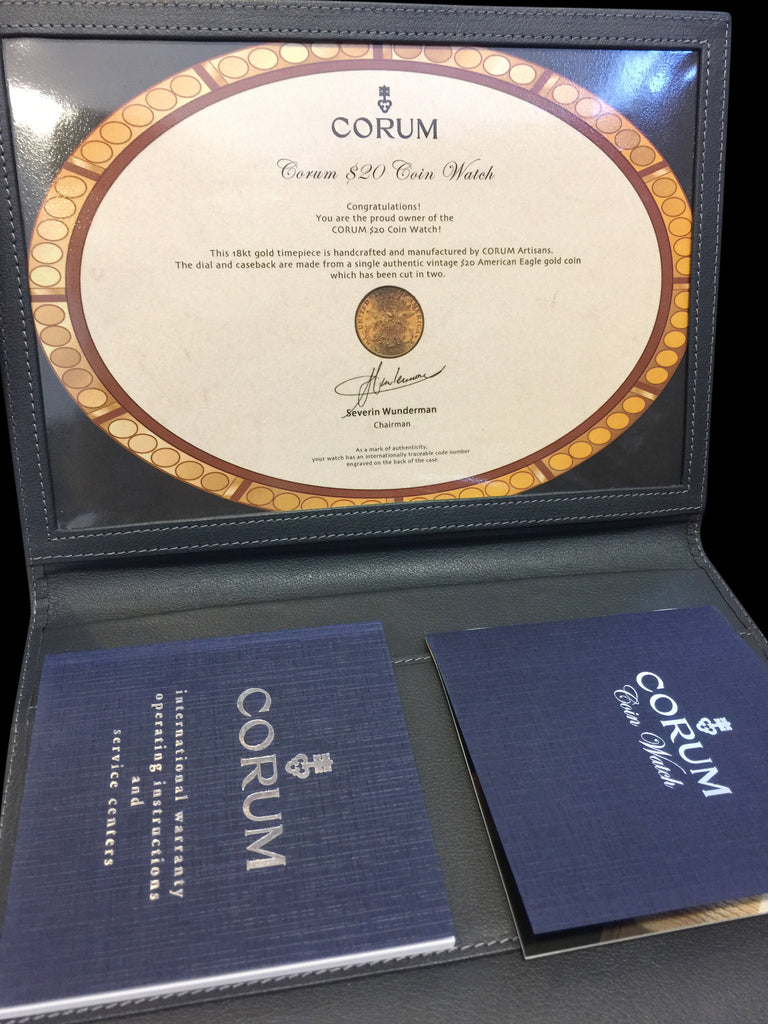 CORUM
Corum $20 Coin Watch
Congratulations!
You are the proud owner of the
CORUM $20 Coin Watch!
This 18kt gold timepiece is handcrafted and manufactured by CORUM Artisans.
The dial and caseback are made from a single authentic vintage $20 American Eagle gold coin
which has been cut in two.
Severin Wunderman
Chairman
As a mark of authenticity,
your watch has an internationally traceable code number
engraved on the back of the case.
CORUM
international warranty
operating instructions
and
service centers
CORUM
Coin Watch